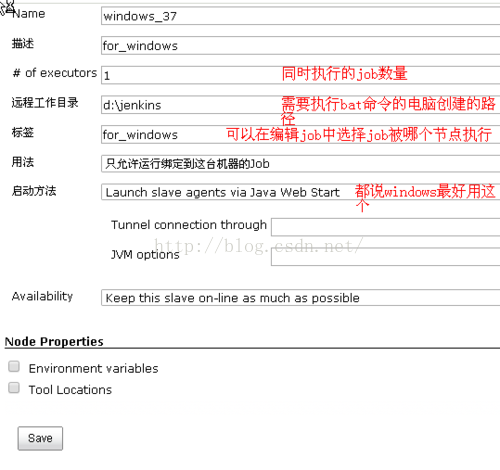 Name windows_37
描述 for_windows
# of executors 1 同时执行的job数量
远程工作目录 d:\jenkins 需要执行bat命令的电脑创建的路
径
标签 for_windows 可以在编辑job中选择job被哪个节点执行
用法 只允许运行绑定到这台机器的Job
启动方法 Launch slave agents via Java Web Start 都说windows最好用这
个
Tunnel connection through
http://blog.csdn.net/
JVM options
Availability Keep this slave on-line as much as possible
Node Properties
Environment variables
Tool Locations
Save